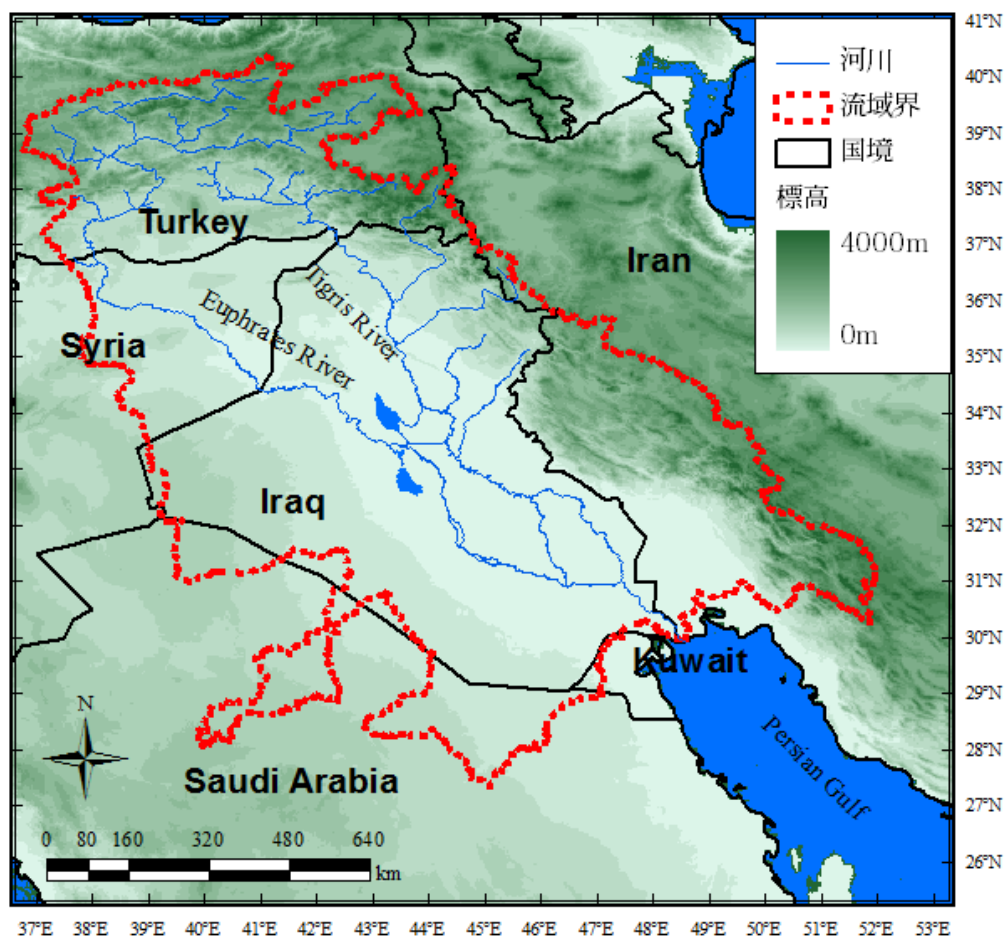 河川
流域界
国境
標高
4000m
0m
Turkey
Iran
Syria
Tigris River
Euphrates River
Iraq
Kuwait
Saudi Arabia
Persian Gulf
N
0 80 160 320 480 640
km
41°N
40°N
39°N
38°N
37°N
36°N
35°N
34°N
33°N
32°N
31°N
30°N
29°N
28°N
27°N
26°N
37°E 38°E 39°E 40°E 41°E 42°E 43°E 44°E 45°E 46°E 47°E 48°E 49°E 50°E 51°E 52°E 53°E